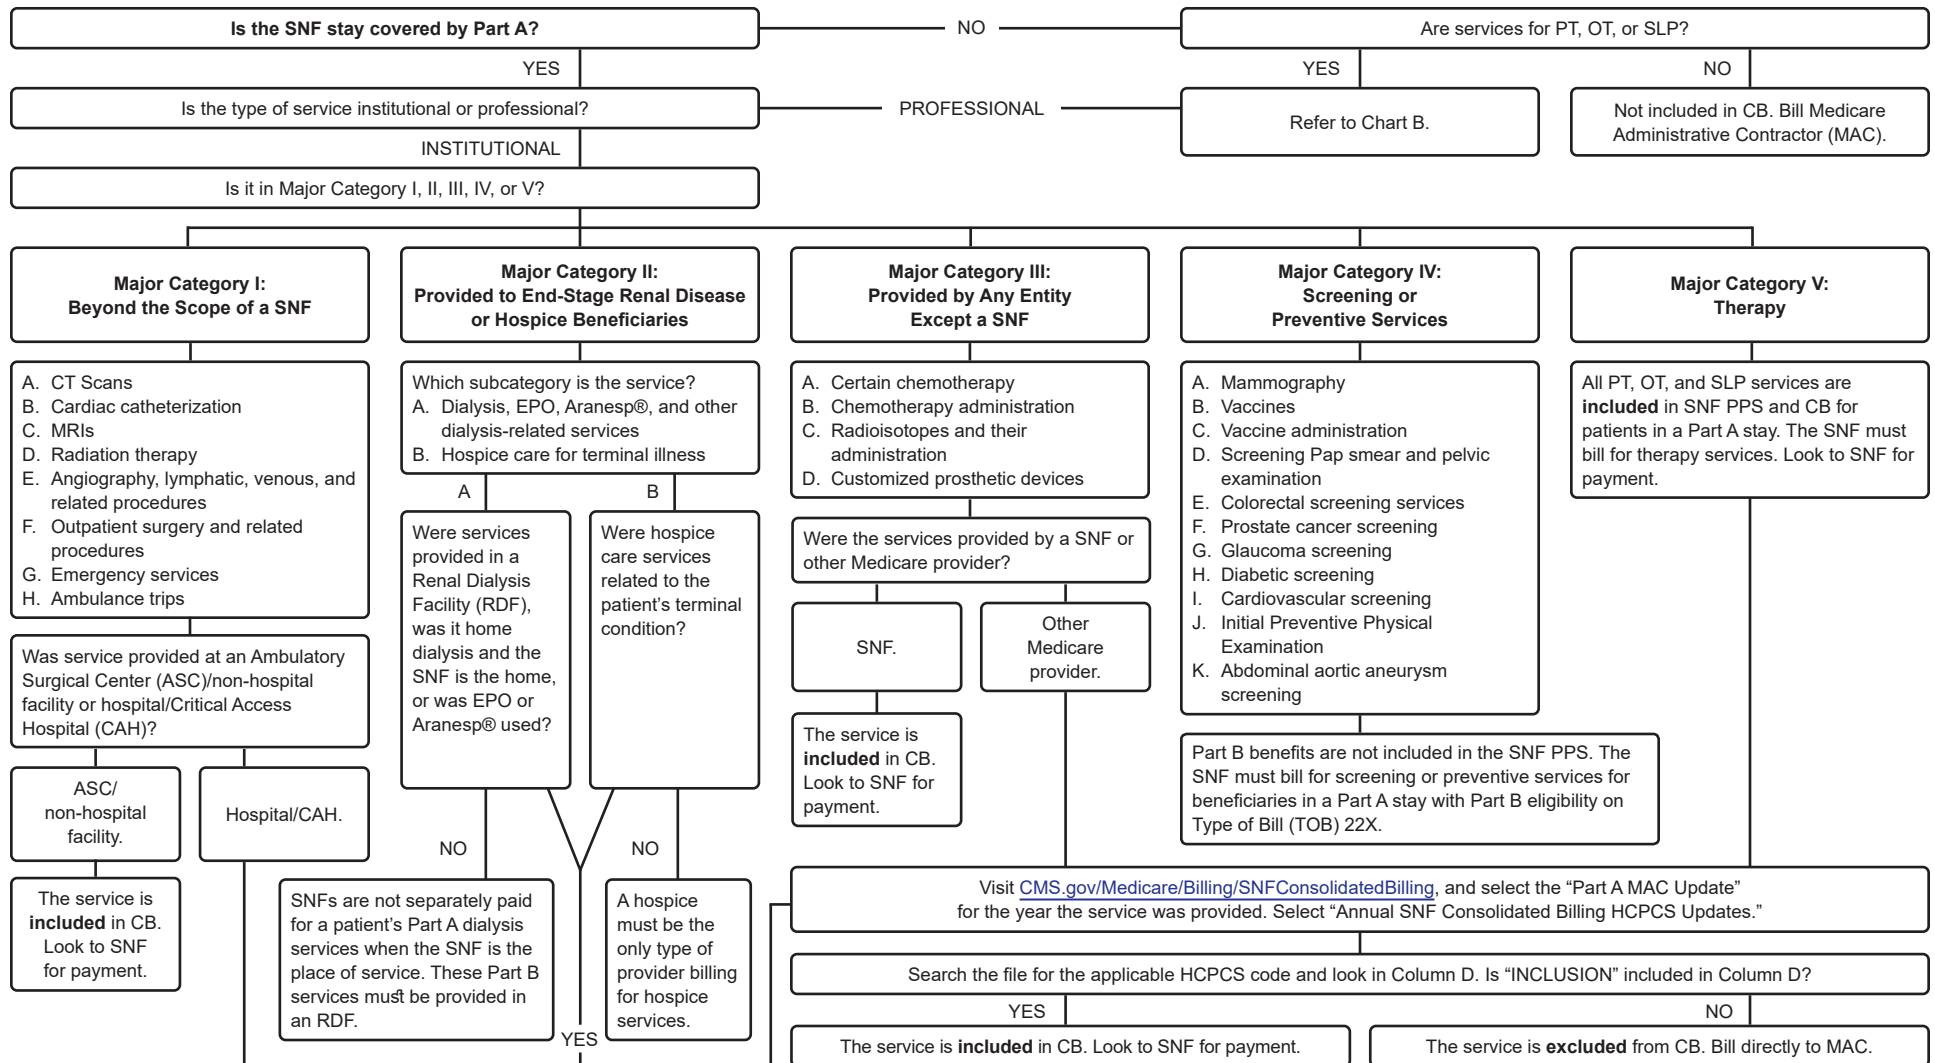 Is the SNF stay covered by Part A?
NO
Are services for PT, OT, or SLP?
YES
YES
NO
Is the type of service institutional or professional?
PROFESSIONAL
Refer to Chart B.
Not included in CB. Bill Medicare
Administrative Contractor (MAC).
INSTITUTIONAL
Is it in Major Category I, II, III, IV, or V?
Major Category I:
Beyond the Scope of a SNF
Major Category II:
Provided to End-Stage Renal Disease
or Hospice Beneficiaries
Major Category III:
Provided by Any Entity
Except a SNF
Major Category IV:
Screening or
Preventive Services
Major Category V:
Therapy
A. CT Scans
B. Cardiac catheterization
C. MRIs
D. Radiation therapy
E. Angiography, lymphatic, venous, and
related procedures
F. Outpatient surgery and related
procedures
G. Emergency services
H. Ambulance trips
Was service provided at an Ambulatory
Surgical Center (ASC)/non-hospital
facility or hospital/Critical Access
Hospital (CAH)?
ASC/
non-hospital
facility.
Hospital/CAH.
The service is
included in CB.
Look to SNF
for payment.
Which subcategory is the service?
A. Dialysis, EPO, Aranesp®, and other
dialysis-related services
B. Hospice care for terminal illness
A
B
Were services
provided in a
Renal Dialysis
Facility (RDF),
was it home
dialysis and the
SNF is the home,
or was EPO or
Aranesp® used?
Were hospice
care services
related to the
patient's terminal
condition?
NO
NO
SNFs are not separately paid
for a patient's Part A dialysis
services when the SNF is the
place of service. These Part B
services must be provided in
an RDF.
A hospice
must be the
only type of
provider billing
for hospice
services.
YES
A. Certain chemotherapy
B. Chemotherapy administration
C. Radioisotopes and their
administration
D. Customized prosthetic devices
Were the services provided by a SNF or
other Medicare provider?
SNF.
Other
Medicare
provider.
The service is
included in CB.
Look to SNF for
payment.
A. Mammography
B. Vaccines
C. Vaccine administration
D. Screening Pap smear and pelvic
examination
E. Colorectal screening services
F. Prostate cancer screening
G. Glaucoma screening
H. Diabetic screening
I. Cardiovascular screening
J. Initial Preventive Physical
Examination
K. Abdominal aortic aneurysm
screening
Part B benefits are not included in the SNF PPS. The
SNF must bill for screening or preventive services for
beneficiaries in a Part A stay with Part B eligibility on
Type of Bill (TOB) 22X.
All PT, OT, and SLP services are
included in SNF PPS and CB for
patients in a Part A stay. The SNF must
bill for therapy services. Look to SNF for
payment.
Visit CMS.gov/Medicare/Billing/SNFConsolidatedBilling, and select the “Part A MAC Update”
for the year the service was provided. Select “Annual SNF Consolidated Billing HCPCS Updates.”
Search the file for the applicable HCPCS code and look in Column D. Is “INCLUSION” included in Column D?
YES
NO
The service is included in CB. Look to SNF for payment.
The service is excluded from CB. Bill directly to MAC.